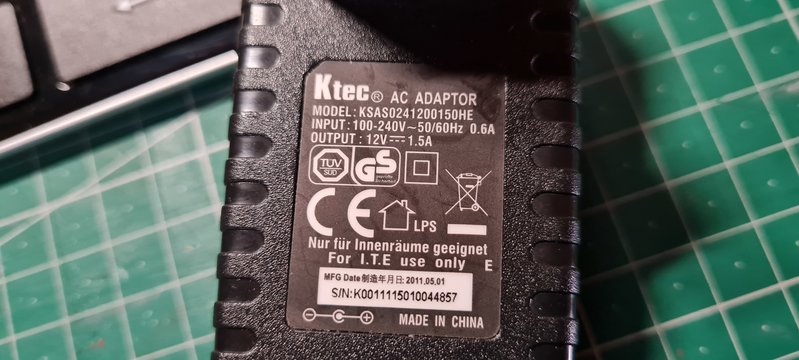 Ktec® AC ADAPTOR
MODEL: KSAS0241200150HE
INPUT: 100-240V~50/60Hz 0.6A
OUTPUT: 12V⎓1.5A
TÜV
SÜD
GS
CE LPS
Nur für Innenräume geeignet
For I.T.E use only E
MFG Date制造年月日: 2011,05,01
S/N: K0011115010044857
MADE IN CHINA